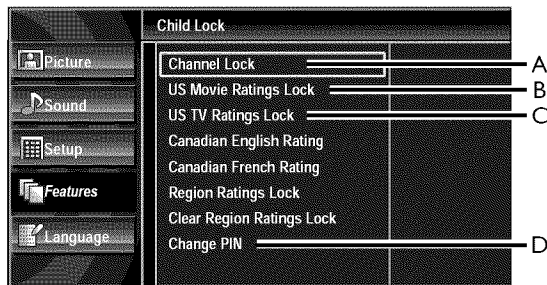 Child Lock
Picture
Sound
Setup
Features
Language
Channel Lock
US Movie Ratings Lock
US TV Ratings Lock
Canadian English Rating
Canadian French Rating
Region Ratings Lock
Clear Region Ratings Lock
Change PIN
A
B
C
D